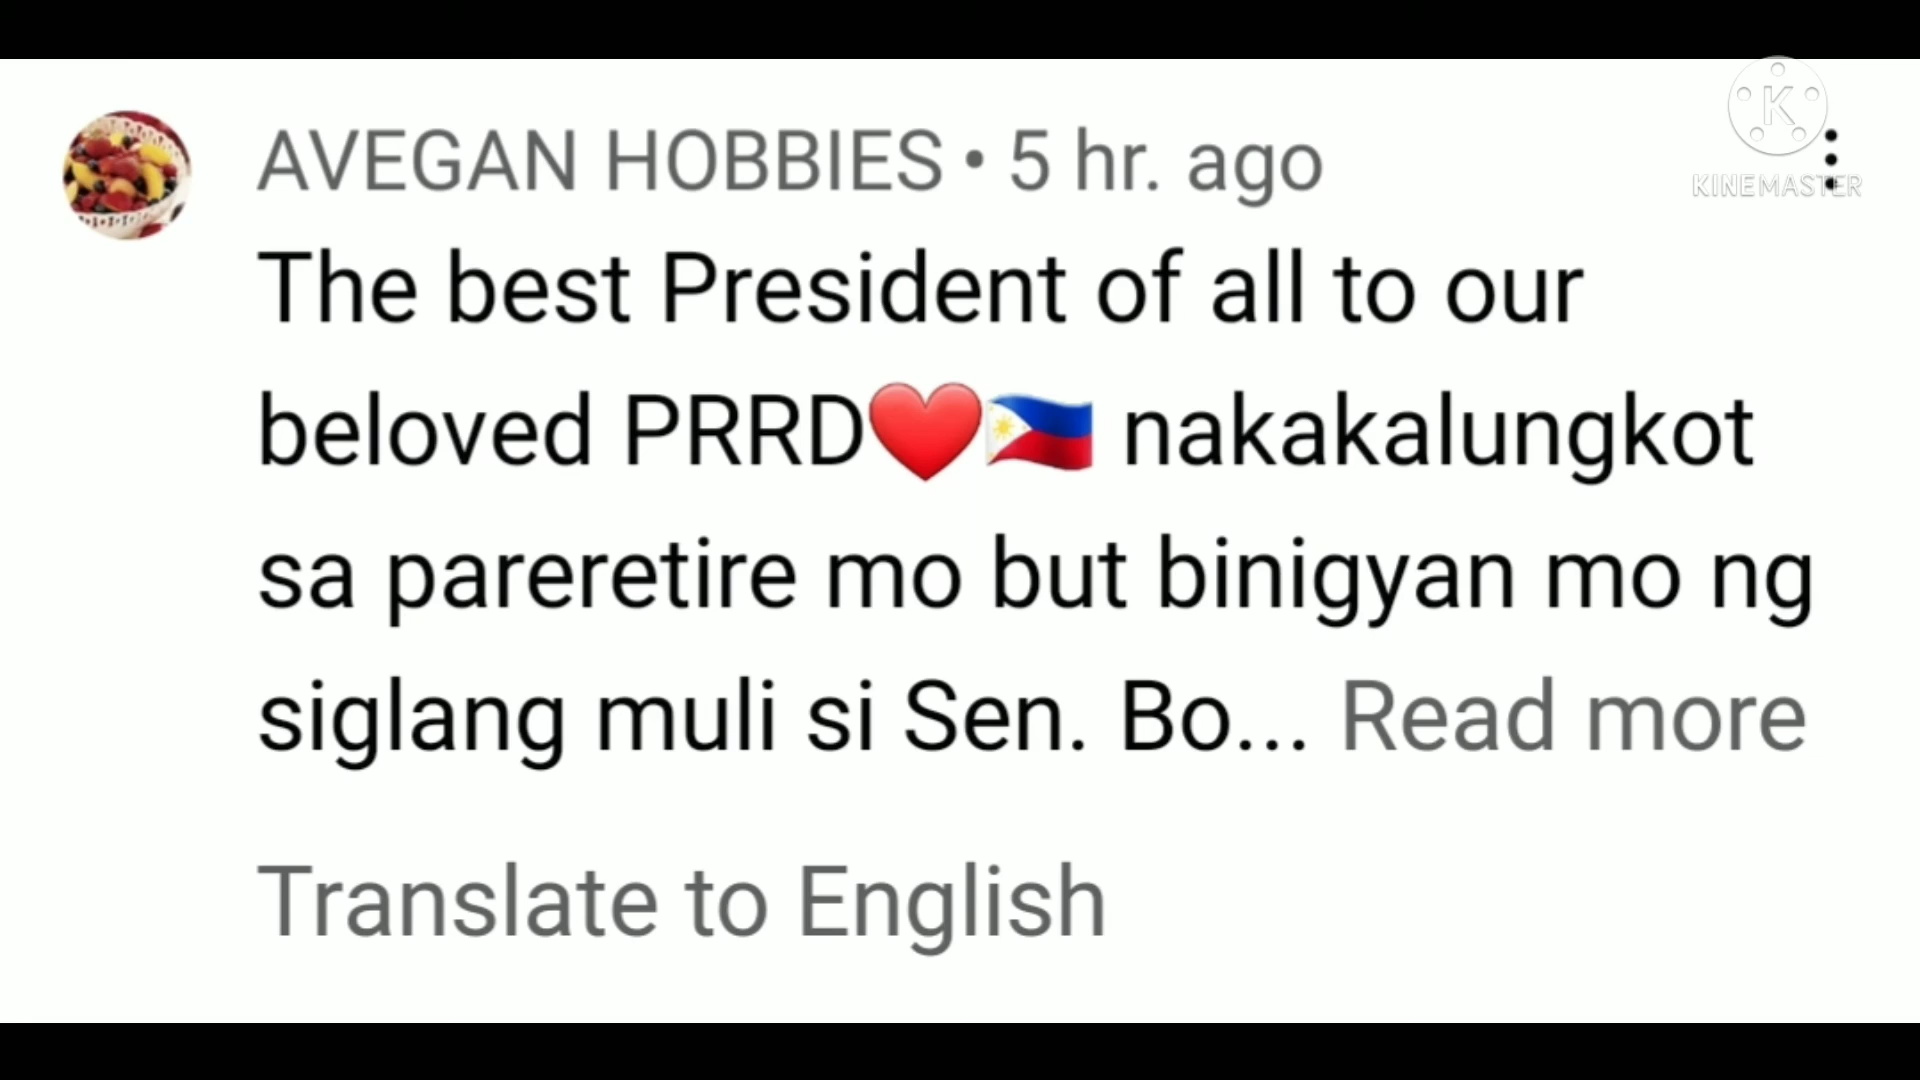 AVEGAN HOBBIES • 5 hr. ago
The best President of all to our
beloved PRRD❤️🇵🇭 nakakalungkot
sa pareretire mo but binigyan mo ng
siglang muli si Sen. Bo... Read more
Translate to English
K
KINEMASTER